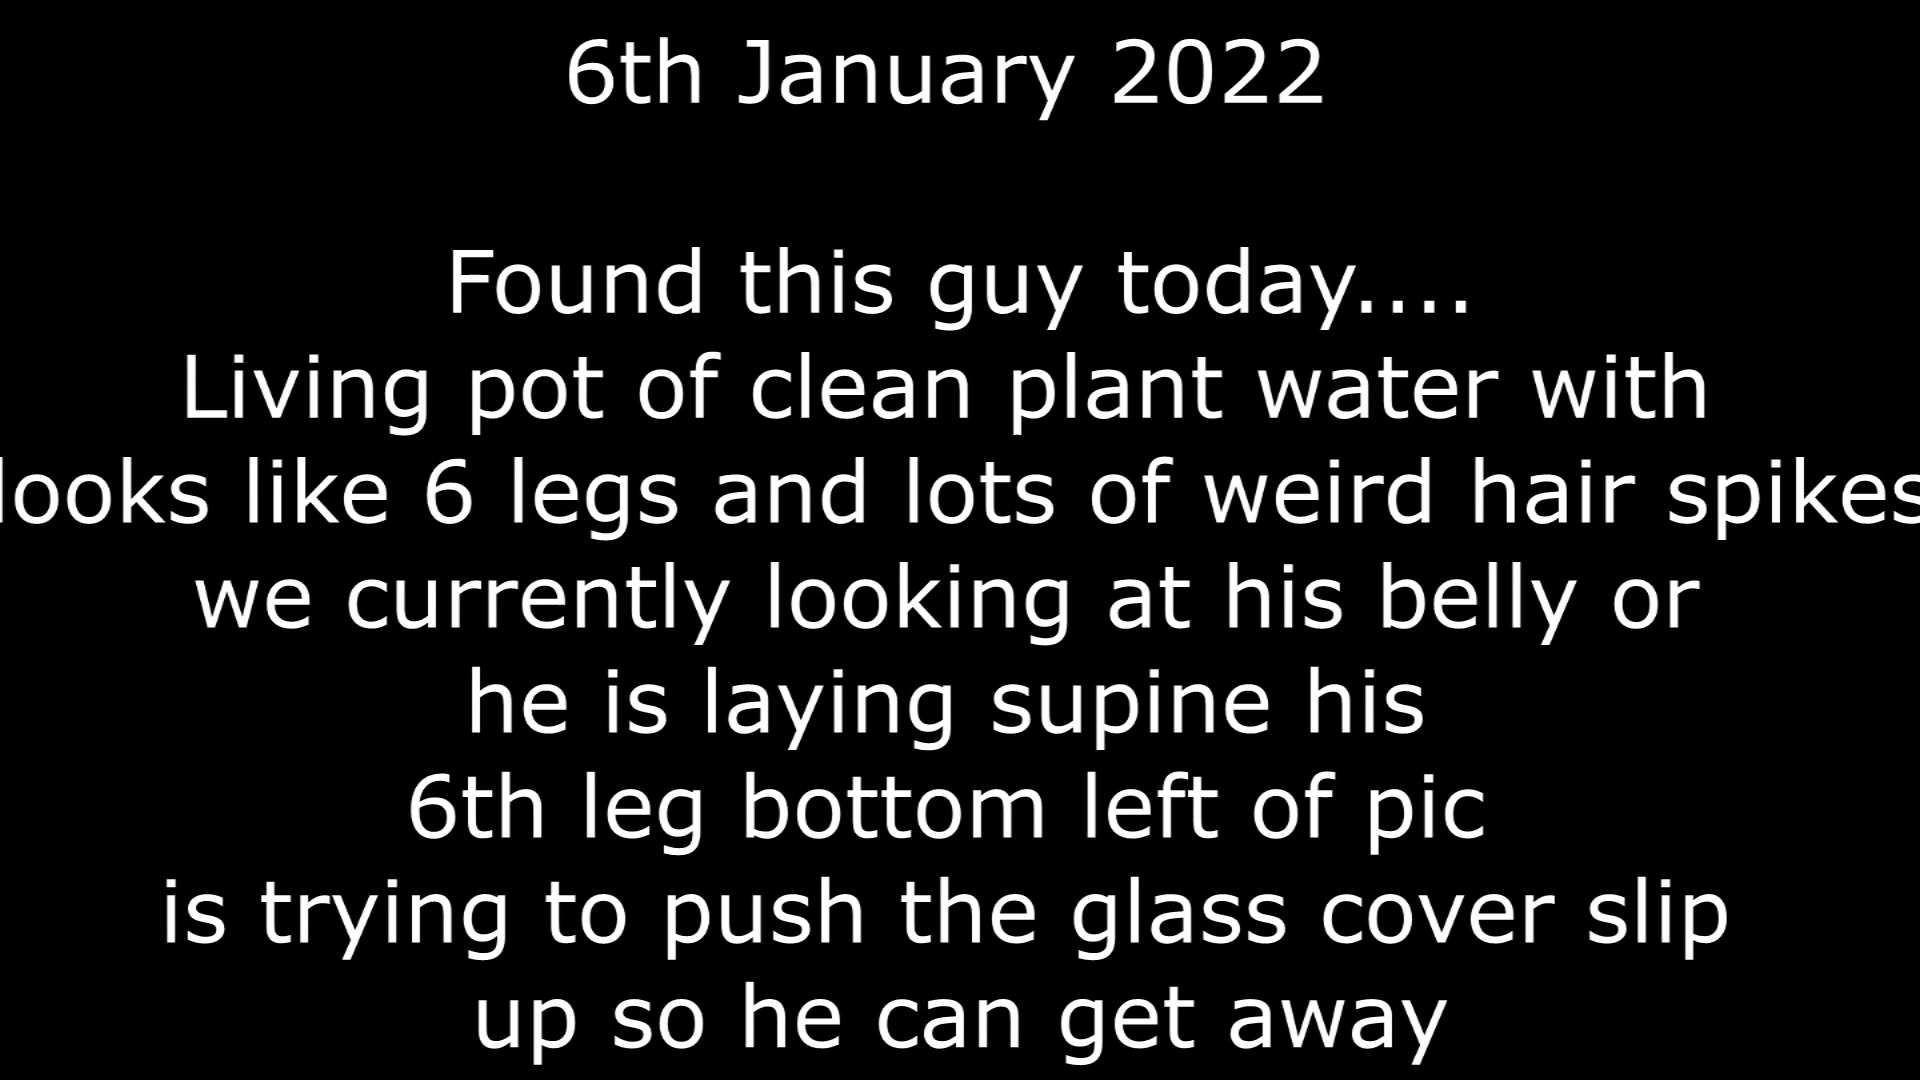 6th January 2022
Found this guy today....
Living pot of clean plant water with
looks like 6 legs and lots of weird hair spikes
we currently looking at his belly or
he is laying supine his
6th leg bottom left of pic
is trying to push the glass cover slip
up so he can get away